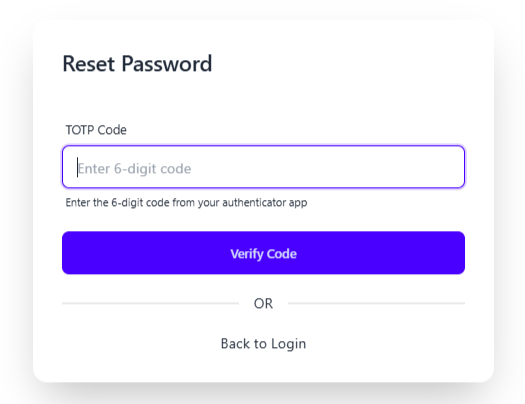 Reset Password
TOTP Code
Enter 6-digit code
Enter the 6-digit code from your authenticator app
Verify Code
OR
Back to Login